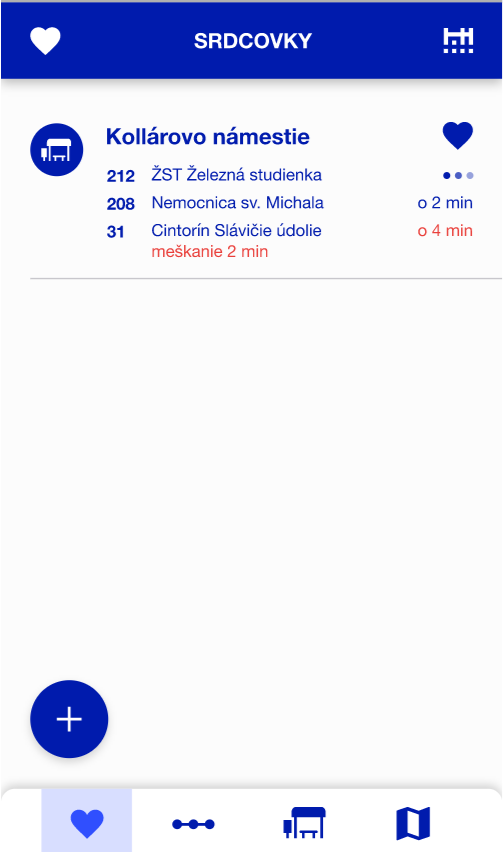 SRDCOVKY
Kollárovo námestie
212 ŽST Železná studienka
208 Nemocnica sv. Michala o 2 min
31 Cintorín Slávičie údolie o 4 min
meškanie 2 min